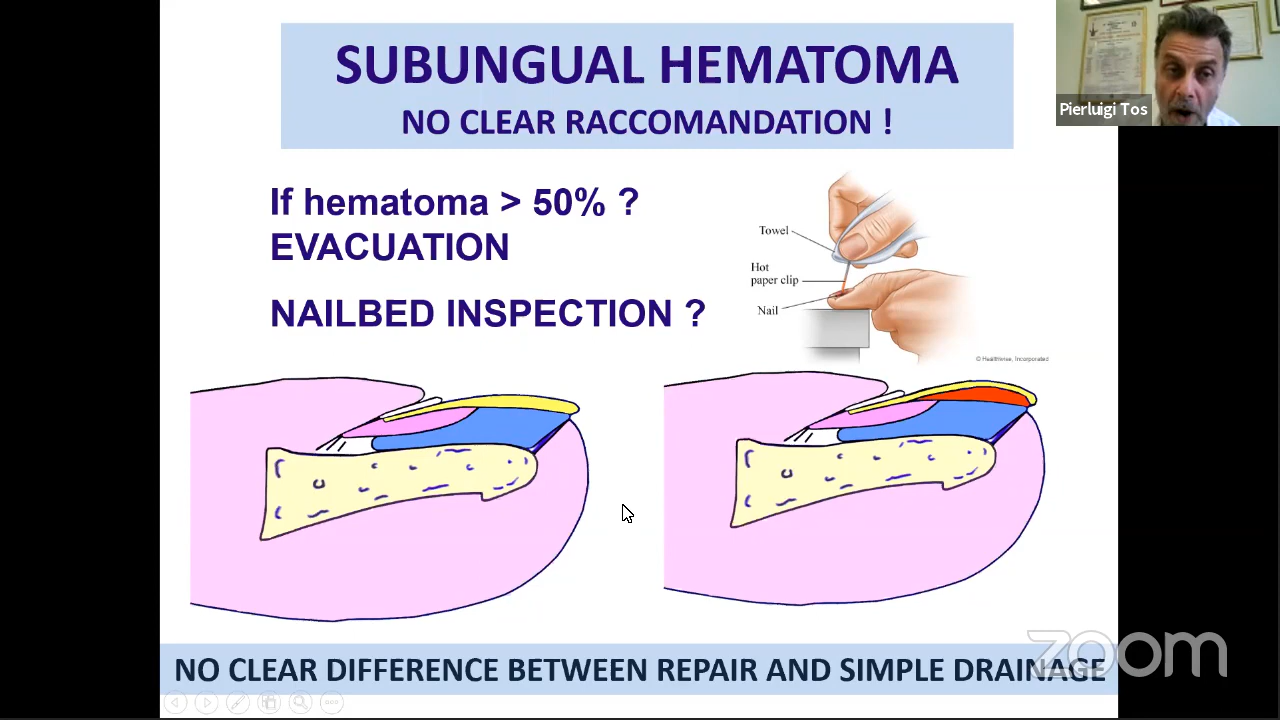 SUBUNGUAL HEMATOMA
NO CLEAR RACCOMANDATION !
Pierluigi Tos
If hematoma > 50% ?
EVACUATION
NAILBED INSPECTION ?
Towel
Hot
paper clip
Nail
© Healthwise, Incorporated
NO CLEAR DIFFERENCE BETWEEN REPAIR AND SIMPLE DRAINAGE
zoom